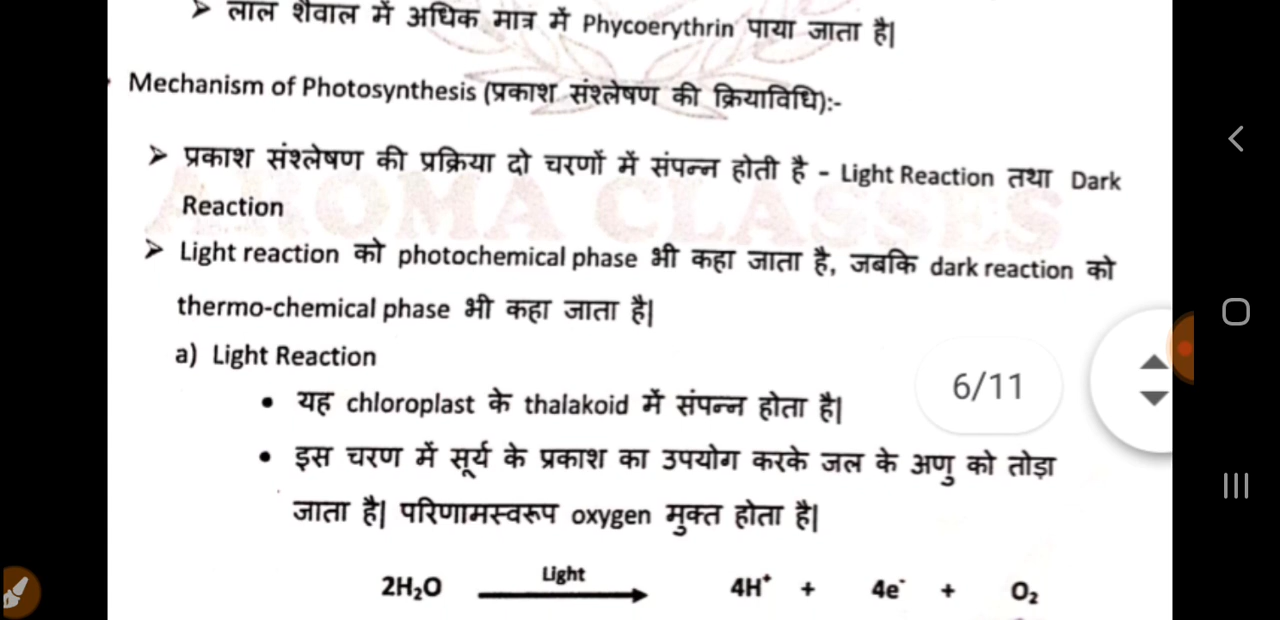 ➤ लाल शैवाल में अधिक मात्र में Phycoerythrin पाया जाता है|
Mechanism of Photosynthesis (प्रकाश संश्लेषण की क्रियाविधि):-
➤ प्रकाश संश्लेषण की प्रक्रिया दो चरणों में संपन्न होती है - Light Reaction तथा Dark
Reaction
AROMA CLASSES
➤ Light reaction को photochemical phase भी कहा जाता है, जबकि dark reaction को
thermo-chemical phase भी कहा जाता है|
a) Light Reaction
6/11
• यह chloroplast के thalakoid में संपन्न होता है|
• इस चरण में सूर्य के प्रकाश का उपयोग करके जल के अणु को तोड़ा
जाता है| परिणामस्वरूप oxygen मुक्त होता है|
Light
2H₂O ⟶ 4H⁺ + 4e⁻ + O₂